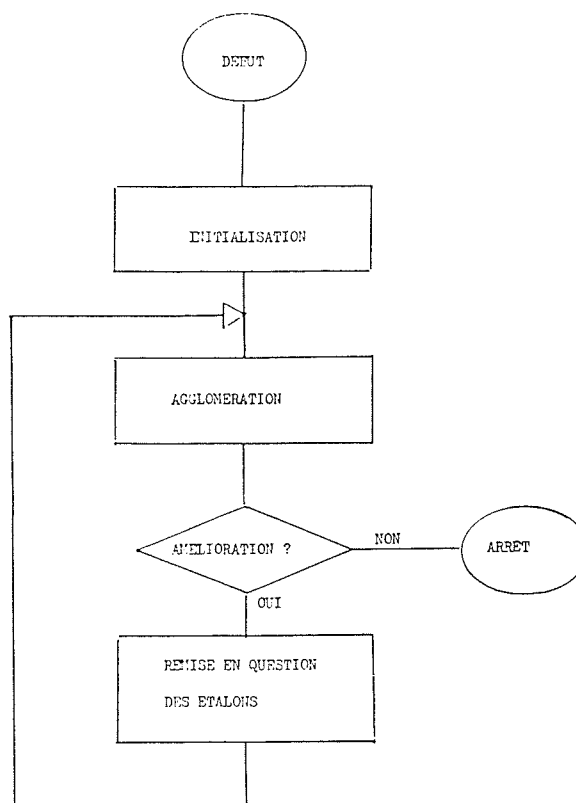 DEBUT
INITIALISATION
AGGLOMERATION
AMELIORATION ?
NON
ARRET
OUI
REMISE EN QUESTION
DES ETALONS